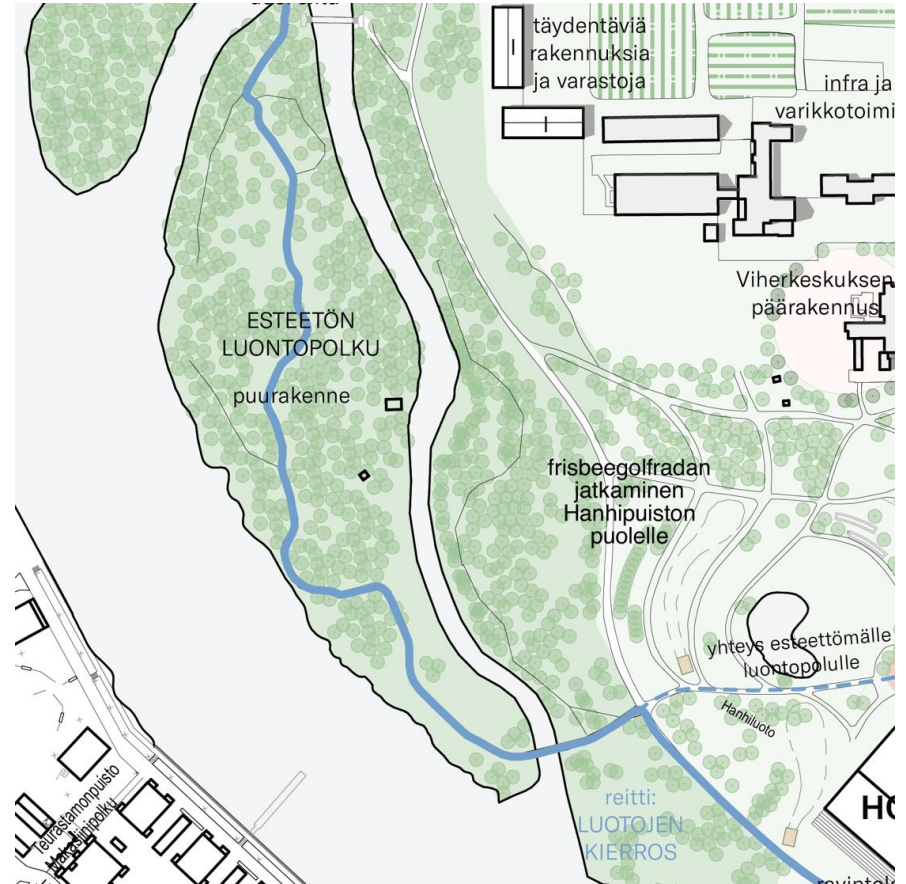 täydentäviä
rakennuksia
ja varastoja
infra ja
varikkotoimi
Viherkeskuksen
päärakennus
ESTEETÖN
LUONTOPOLKU
puurakenne
frisbeegolfradan
jatkaminen
Hanhipuiston
puolelle
yhteys esteettömälle
luontopolulle
Hanhiluoto
reitti:
LUOTOJEN
KIERROS
Teurastamonpuisto
Makasiinipolku
HO